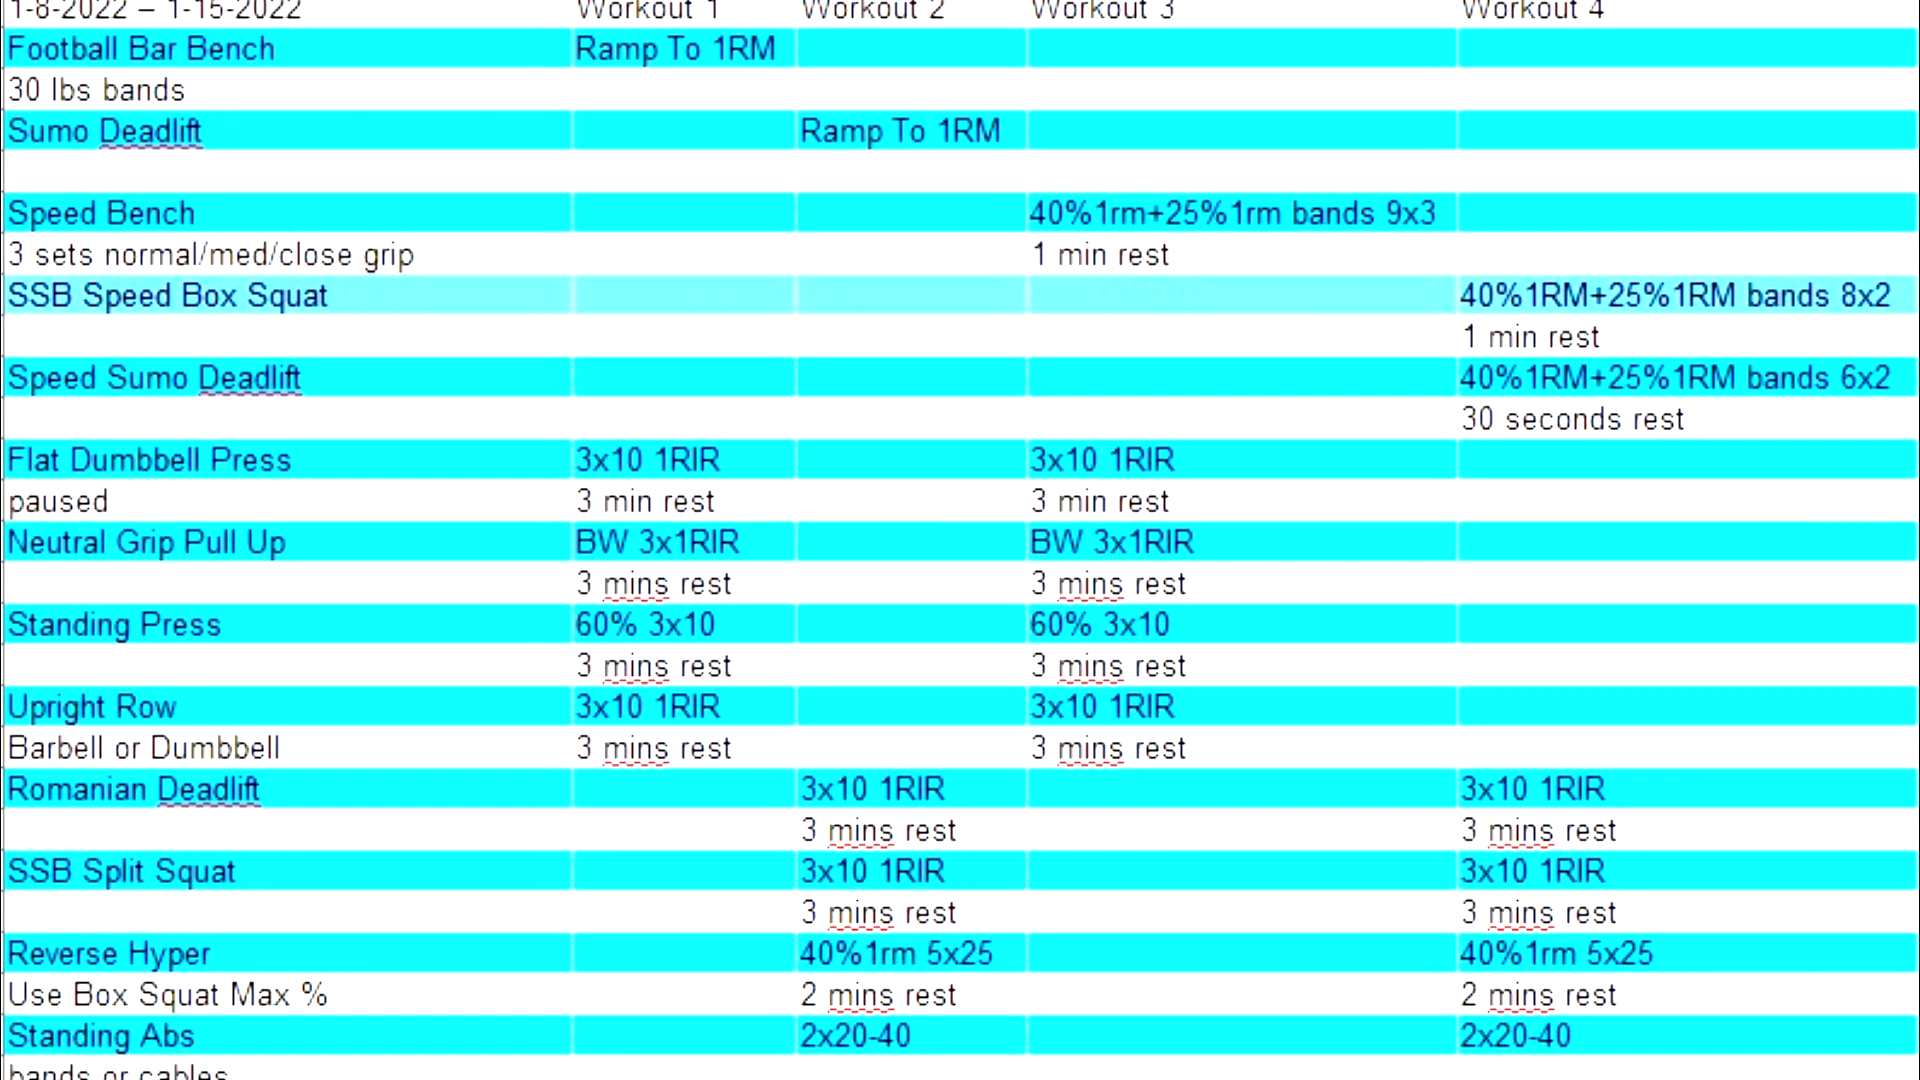 1-8-2022 – 1-15-2022 Workout 1 Workout 2 Workout 3 Workout 4
Football Bar Bench Ramp To 1RM
30 lbs bands
Sumo Deadlift Ramp To 1RM
Speed Bench 40%1rm+25%1rm bands 9x3
3 sets normal/med/close grip 1 min rest
SSB Speed Box Squat 40%1RM+25%1RM bands 8x2
1 min rest
Speed Sumo Deadlift 40%1RM+25%1RM bands 6x2
30 seconds rest
Flat Dumbbell Press 3x10 1RIR 3x10 1RIR
paused 3 min rest 3 min rest
Neutral Grip Pull Up BW 3x1RIR BW 3x1RIR
3 mins rest 3 mins rest
Standing Press 60% 3x10 60% 3x10
3 mins rest 3 mins rest
Upright Row 3x10 1RIR 3x10 1RIR
Barbell or Dumbbell 3 mins rest 3 mins rest
Romanian Deadlift 3x10 1RIR 3x10 1RIR
3 mins rest 3 mins rest
SSB Split Squat 3x10 1RIR 3x10 1RIR
3 mins rest 3 mins rest
Reverse Hyper 40%1rm 5x25 40%1rm 5x25
Use Box Squat Max % 2 mins rest 2 mins rest
Standing Abs 2x20-40 2x20-40
bands or cables